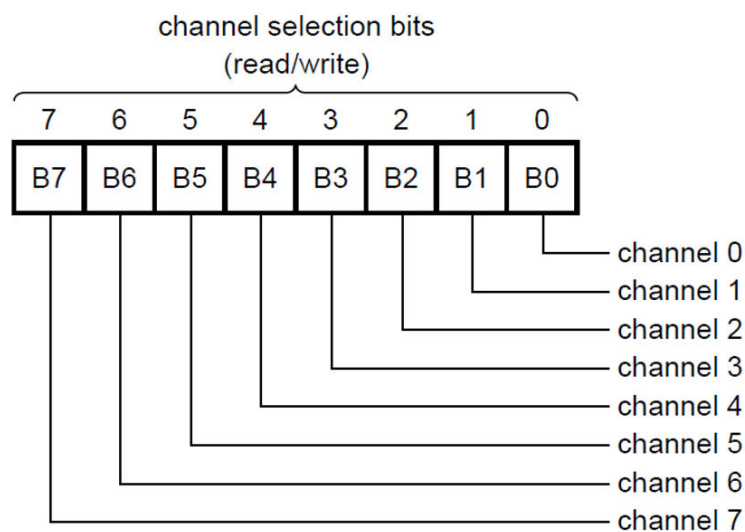 channel selection bits
(read/write)
7 6 5 4 3 2 1 0
B7 B6 B5 B4 B3 B2 B1 B0
channel 0
channel 1
channel 2
channel 3
channel 4
channel 5
channel 6
channel 7